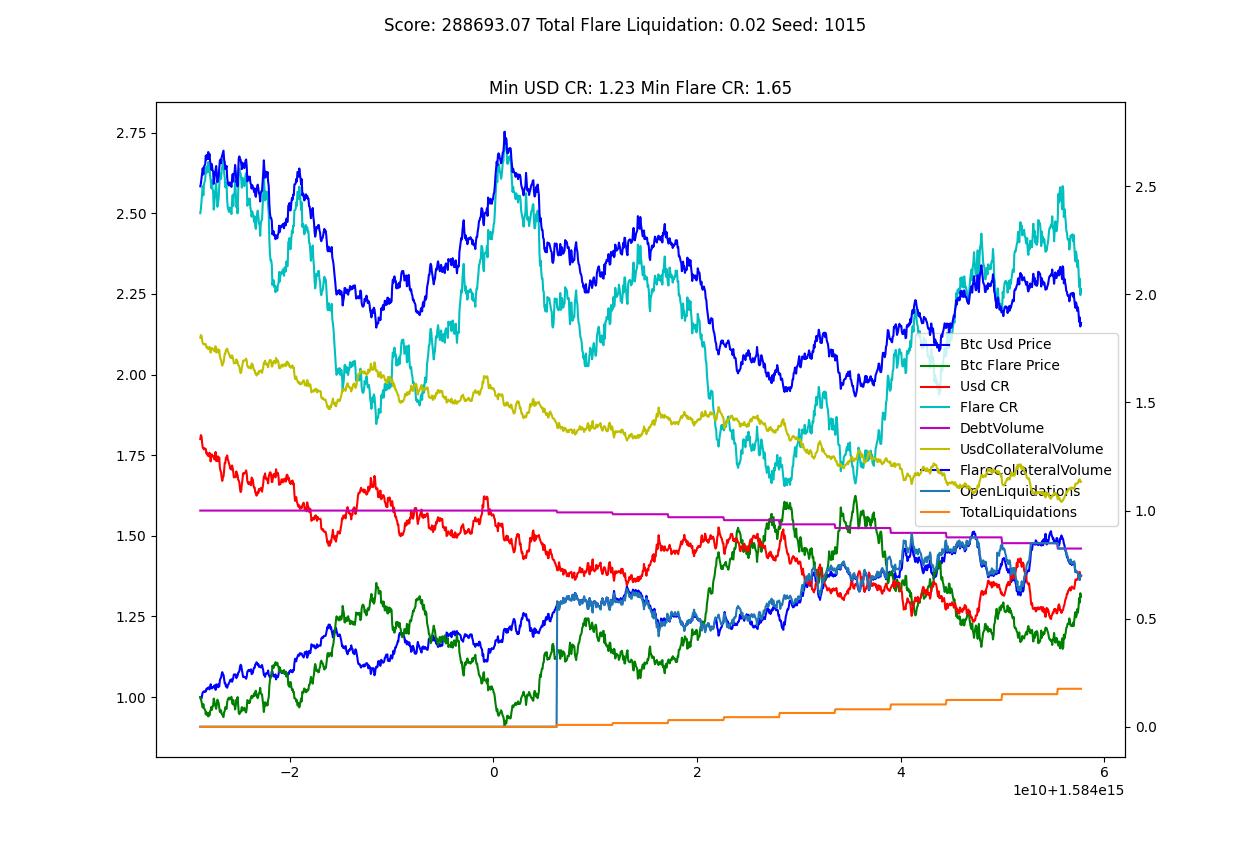 Score: 288693.07 Total Flare Liquidation: 0.02 Seed: 1015
Min USD CR: 1.23 Min Flare CR: 1.65
2.75
2.50
2.25
2.00
1.75
1.50
1.25
1.00
2.5
2.0
1.5
1.0
0.5
0.0
Btc Usd Price
Btc Flare Price
Usd CR
Flare CR
DebtVolume
UsdCollateralVolume
FlareCollateralVolume
OpenLiquidations
TotalLiquidations
−2 0 2 4 6
1e10+1.584e15